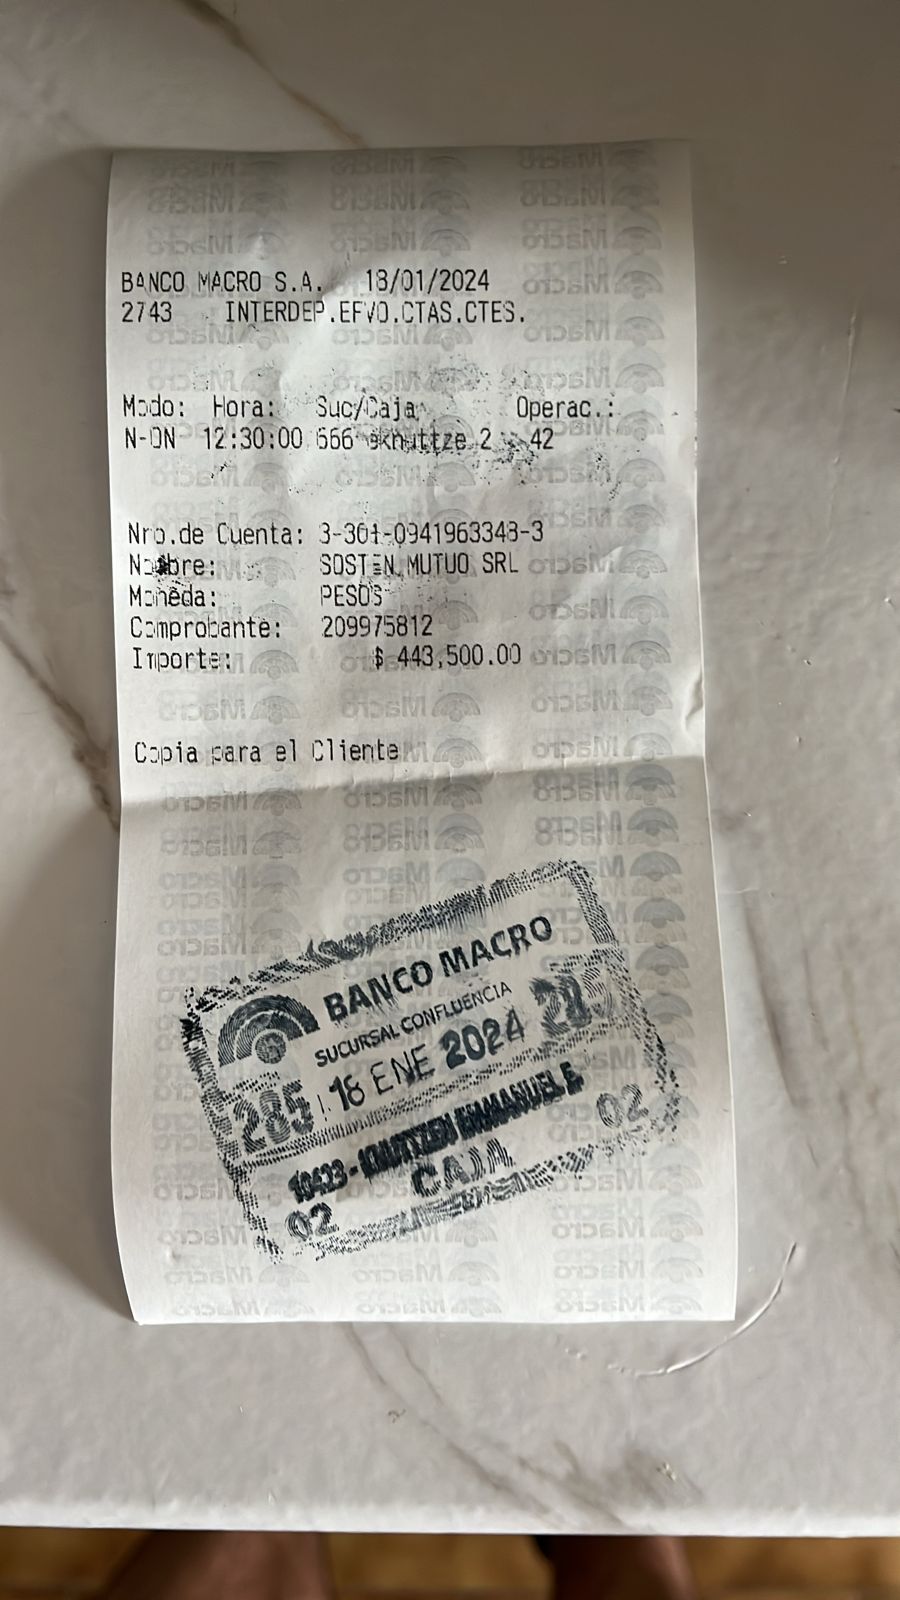 BANCO MACRO S.A. 18/01/2024
2743 INTERDEP.EFVO.CTAS.CTES.
Modo: Hora: Suc/Caja Operac.:
N-ON 12:30:00 666 2 42
Nro.de Cuenta: 3-301-0941963348-3
Nombre: SOSTEN MUTUO SRL
Moneda: PESOS
Comprobante: 209975812
Importe: $ 443,500.00
Copia para el Cliente
BANCO MACRO
SUCURSAL CONFLUENCIA
285 18 ENE 2024 285
EMMANUEL E.
02 CAJA 02